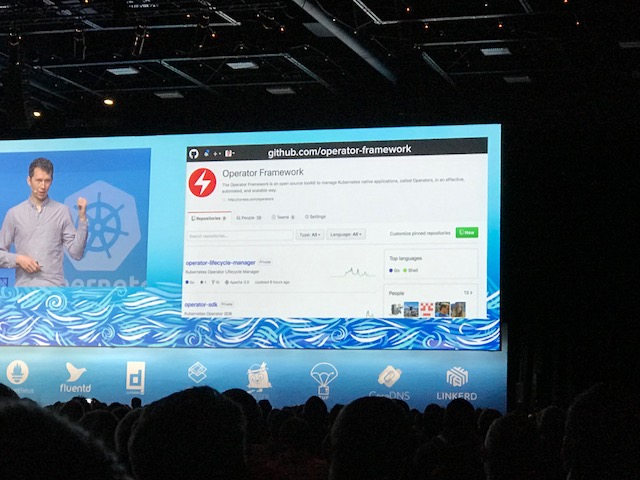 github.com/operator-framework
Operator Framework
The Operator Framework is an open source toolkit to manage Kubernetes native applications, called Operators, in an effective, automated, and scalable way.
Repositories
People
Teams
Settings
Search repositories...
Type: All
Language: All
Customize pinned repositories
New
operator-lifecycle-manager
Private
Kubernetes Operator Lifecycle Manager
Go
Apache-2.0
Updated
hours ago
Top languages
Go
Shell
operator-sdk
Private
Kubernetes Operator SDK
People
fluentd
CoreDNS
LINKERD